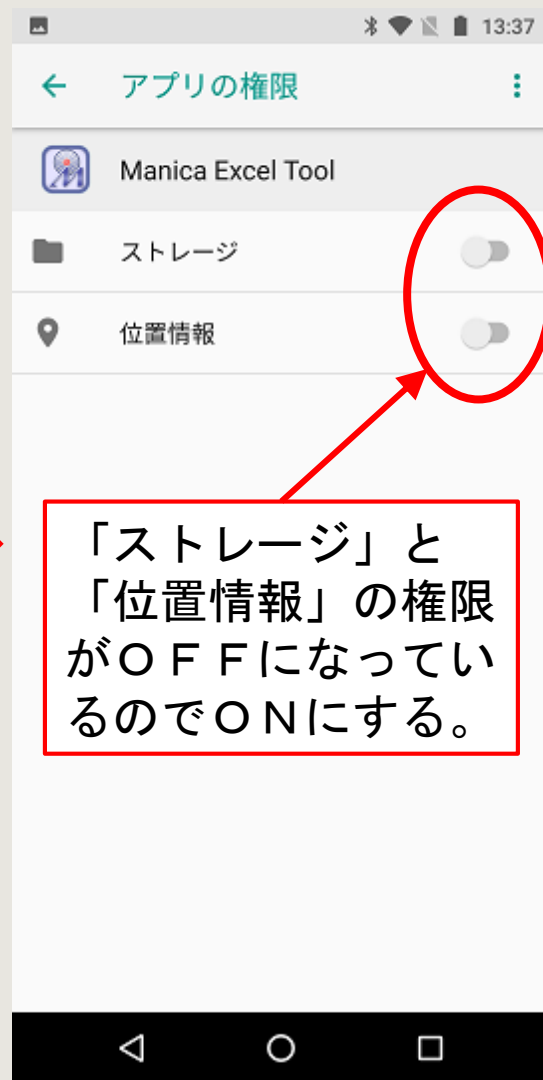 13:37
アプリの権限
Manica Excel Tool
ストレージ
位置情報
「ストレージ」と
「位置情報」の権限
がＯＦＦになってい
るのでＯＮにする。